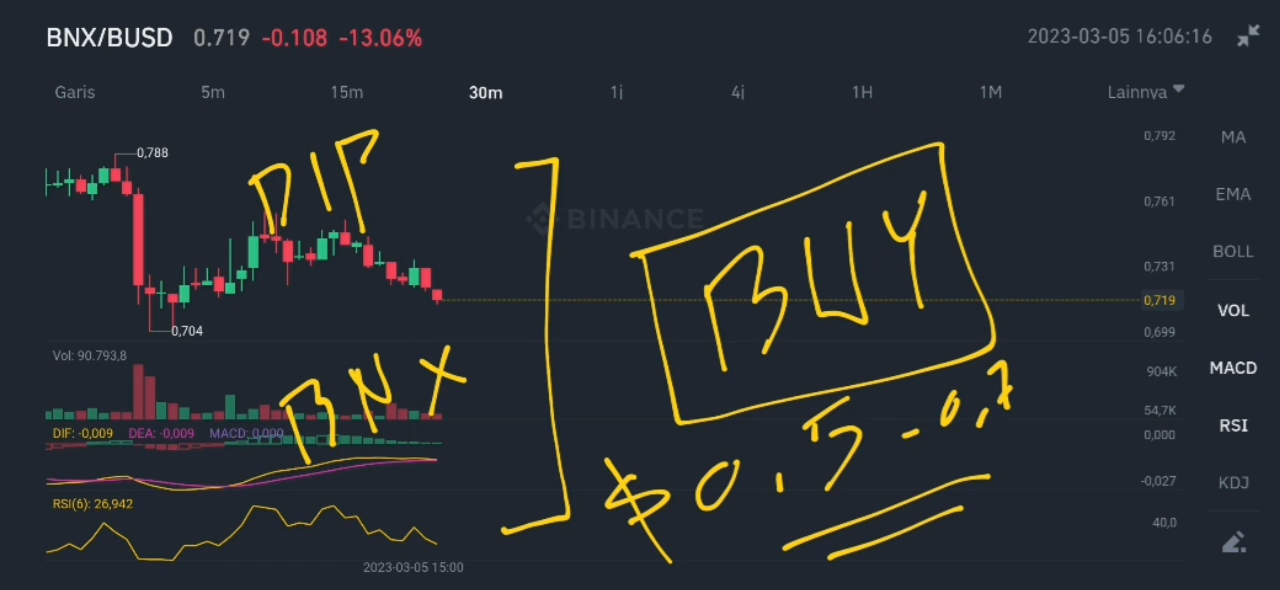 BNX/BUSD 0.719 -0.108 -13.06% 2023-03-05 16:06:16
Garis 5m 15m 30m 1j 4j 1H 1M Lainnya
0,788
0,792
MA
DIP
0,761
EMA
BINANCE
BUY
BOLL
0,731
0,719
VOL
0,704
0,699
Vol: 90.793,8
904K
MACD
BNX
54,7K
$0,5-0,7
DIF: -0,009 DEA: -0,009 MACD: 0,000
0,000
RSI
-0,027
KDJ
RSI(6): 26,942
40,0
2023-03-05 15:00